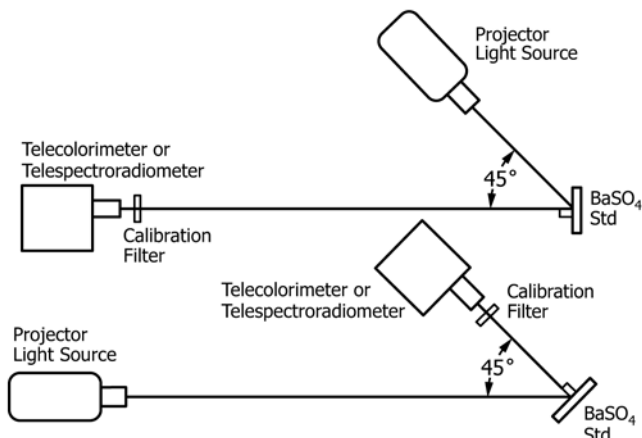 Projector
Light Source
Telecolorimeter or
Telespectroradiometer
45°
BaSO₄
Std
Calibration
Filter
Telecolorimeter or
Telespectroradiometer
Calibration
Filter
Projector
Light Source
45°
BaSO₄
Std